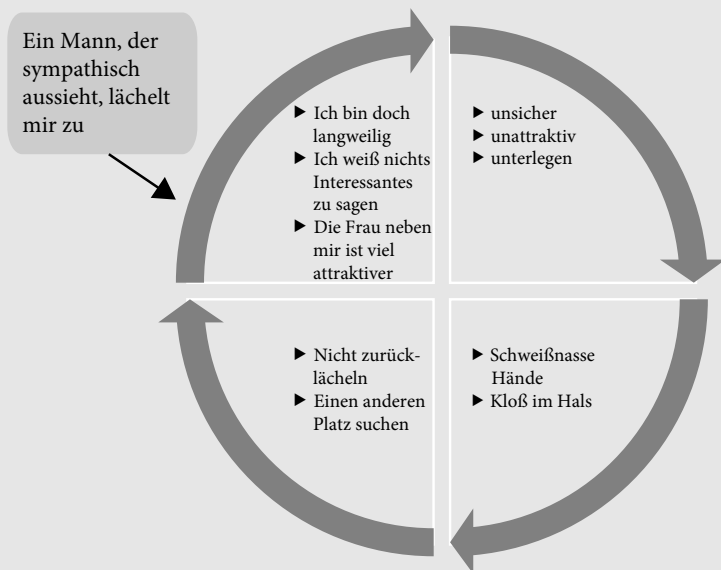 Ein Mann, der
sympathisch
aussieht, lächelt
mir zu
▶ Ich bin doch
langweilig
▶ Ich weiß nichts
Interessantes
zu sagen
▶ Die Frau neben
mir ist viel
attraktiver
▶ unsicher
▶ unattraktiv
▶ unterlegen
▶ Nicht zurück-
lächeln
▶ Einen anderen
Platz suchen
▶ Schweißnasse
Hände
▶ Kloß im Hals